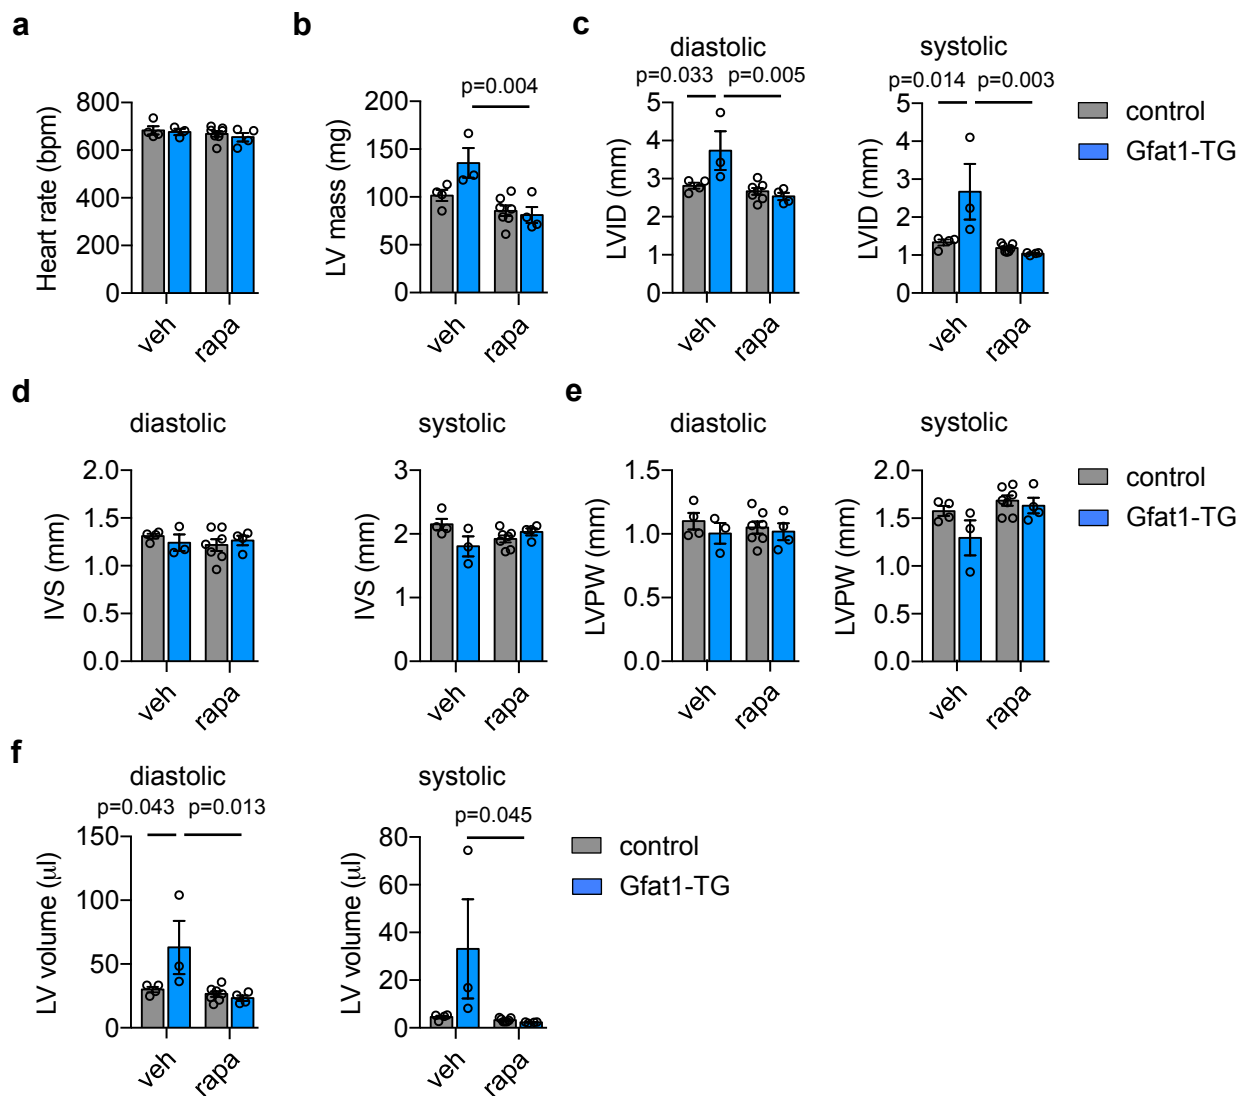 a
Heart rate (bpm)
800
600
400
200
0
veh
rapa
b
p=0.004
LV mass (mg)
200
150
100
50
0
veh
rapa
c
diastolic
p=0.033
p=0.005
LVID (mm)
5
4
3
2
1
0
veh
rapa
systolic
p=0.014
p=0.003
LVID (mm)
5
4
3
2
1
0
veh
rapa
control
Gfat1-TG
d
diastolic
IVS (mm)
2.0
1.5
1.0
0.5
0.0
veh
rapa
systolic
IVS (mm)
3
2
1
0
veh
rapa
e
diastolic
LVPW (mm)
1.5
1.0
0.5
0.0
veh
rapa
systolic
LVPW (mm)
2.0
1.5
1.0
0.5
0.0
veh
rapa
control
Gfat1-TG
f
diastolic
p=0.043
p=0.013
LV volume (µl)
150
100
50
0
veh
rapa
systolic
p=0.045
LV volume (µl)
80
60
40
20
0
veh
rapa
control
Gfat1-TG